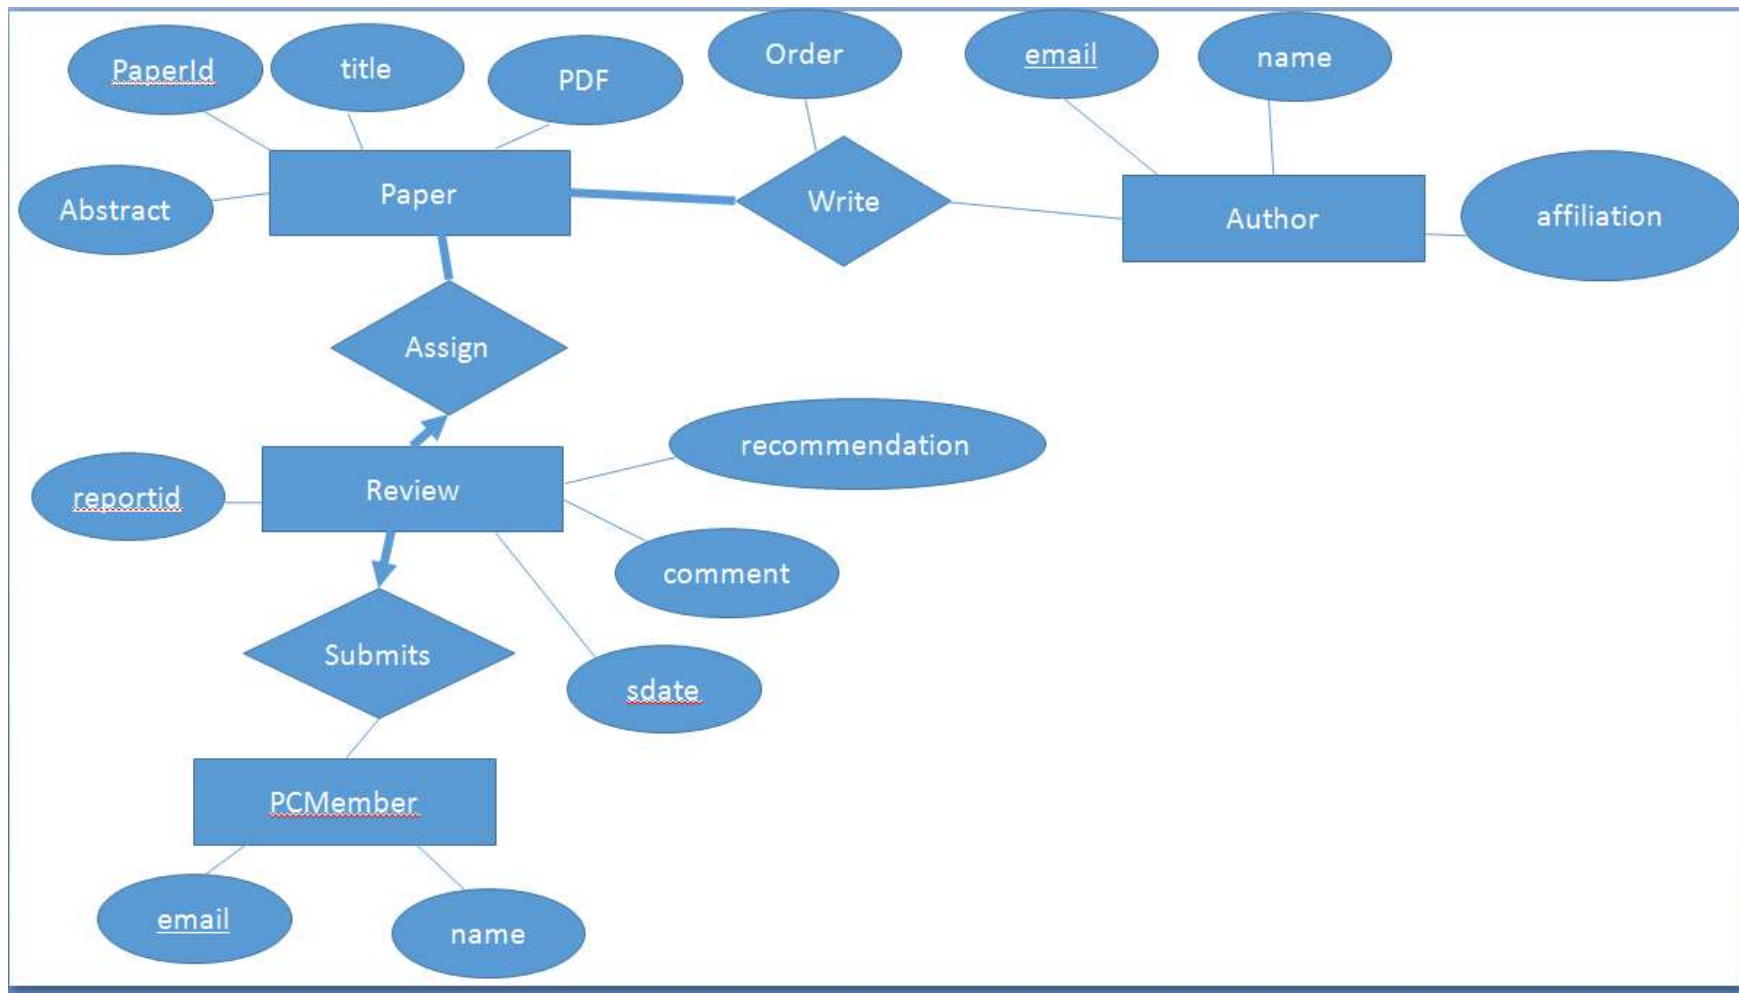 PaperId
title
PDF
Order
email
name
Abstract
Paper
Write
Author
affiliation
Assign
recommendation
reportid
Review
comment
Submits
sdate
PCMember
email
name